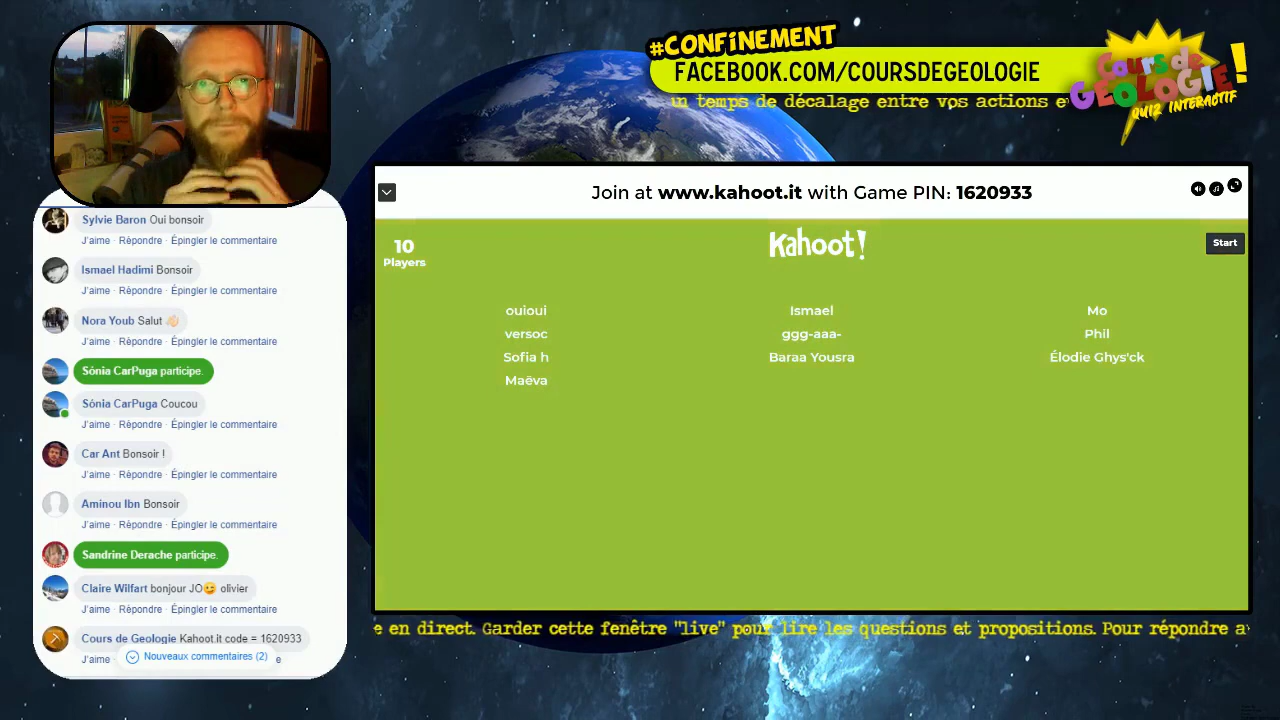 #CONFINEMENT
FACEBOOK.COM/COURSDEGEOLOGIE
Cours de
GEOLOGIE!
QUIZ INTERACTIF
un temps de décalage entre vos actions e
Join at www.kahoot.it with Game PIN: 1620933
10
Players
Kahoot!
Start
ouioui Ismael Mo
versoc ggg-aaa- Phil
Sofia h Baraa Yousra Élodie Ghys'ck
Maëva
Sylvie Baron Oui bonsoir
J'aime · Répondre · Épingler le commentaire
Ismael Hadimi Bonsoir
J'aime · Répondre · Épingler le commentaire
Nora Youb Salut 👋🏻
J'aime · Répondre · Épingler le commentaire
Sónia CarPuga participe.
Sónia CarPuga Coucou
J'aime · Répondre · Épingler le commentaire
Car Ant Bonsoir !
J'aime · Répondre · Épingler le commentaire
Aminou Ibn Bonsoir
J'aime · Répondre · Épingler le commentaire
Sandrine Derache participe.
Claire Wilfart bonjour JO😉 olivier
J'aime · Répondre · Épingler le commentaire
Cours de Geologie Kahoot.it code = 1620933
J'aime · e
Nouveaux commentaires (2)
e en direct. Garder cette fenêtre "live" pour lire les questions et propositions. Pour répondre a